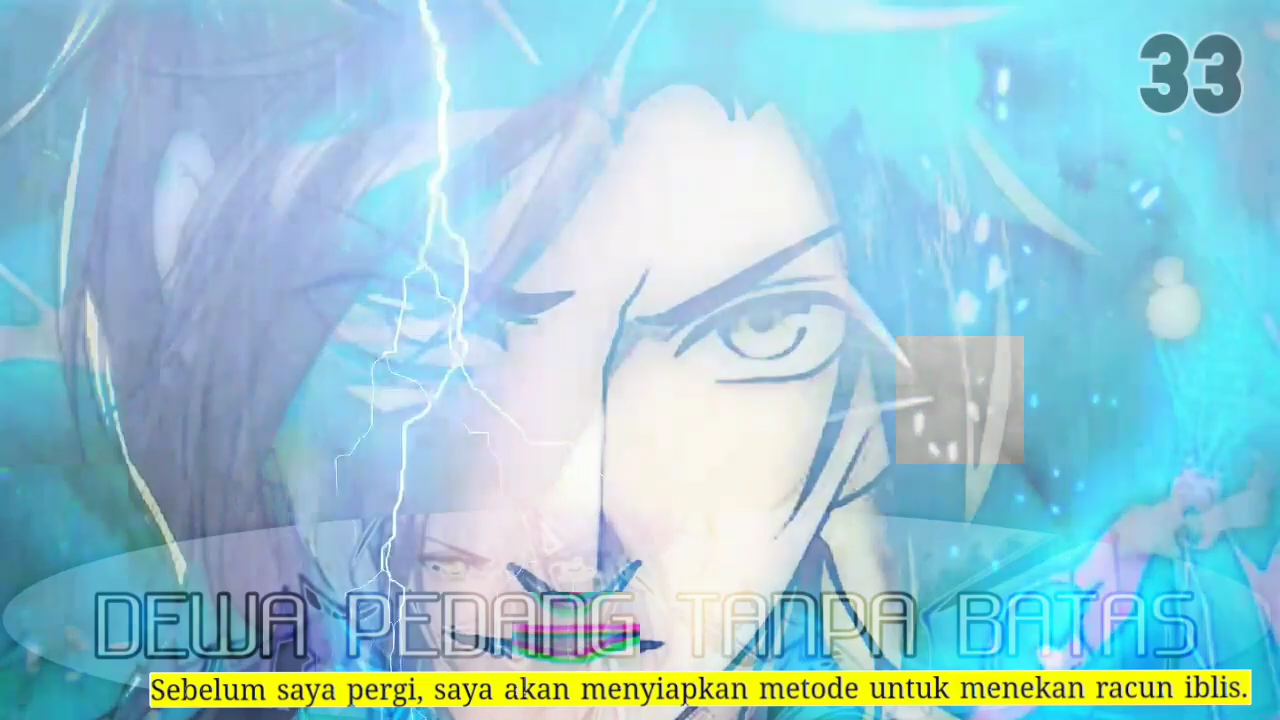 33
DEWA PEDANG TANPA BATAS
Sebelum saya pergi, saya akan menyiapkan metode untuk menekan racun iblis.